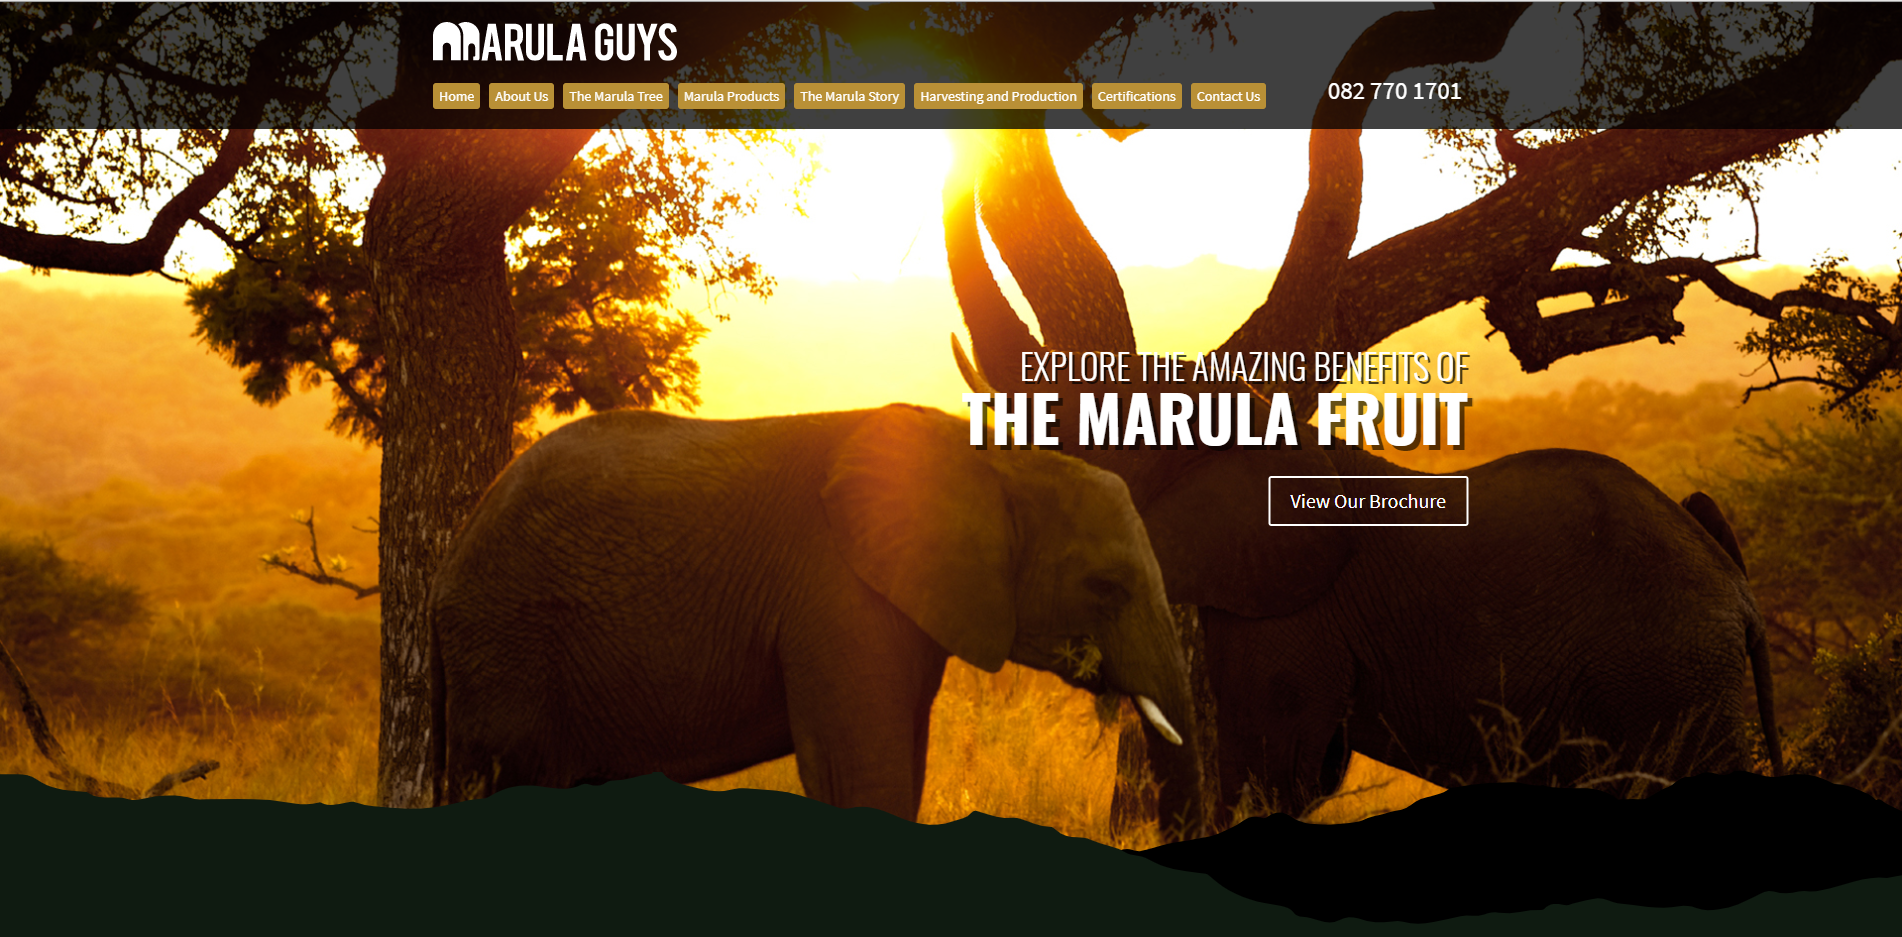 MARULA GUYS
Home About Us The Marula Tree Marula Products The Marula Story Harvesting and Production Certifications Contact Us
082 770 1701
EXPLORE THE AMAZING BENEFITS OF
THE MARULA FRUIT
View Our Brochure